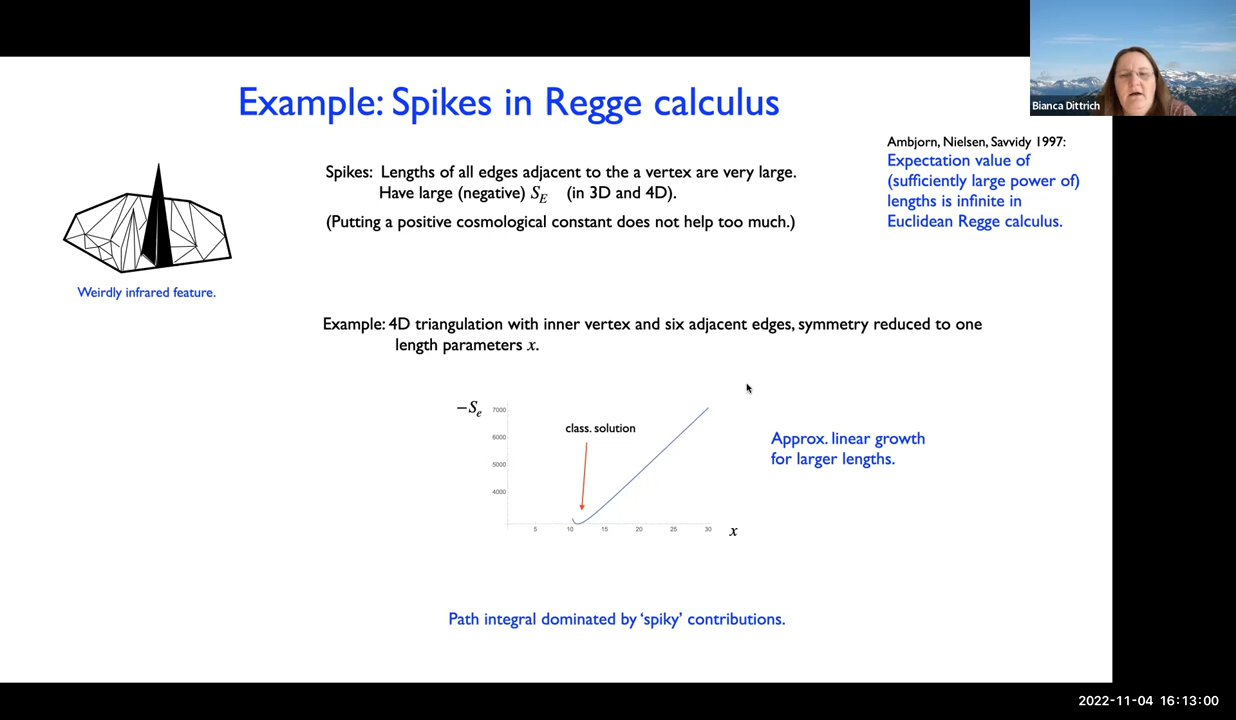 Example: Spikes in Regge calculus
Bianca Dittrich
Ambjorn, Nielsen, Savvidy 1997:
Expectation value of
(sufficiently large power of)
lengths is infinite in
Euclidean Regge calculus.
Spikes: Lengths of all edges adjacent to the a vertex are very large.
Have large (negative) S_E (in 3D and 4D).
(Putting a positive cosmological constant does not help too much.)
Weirdly infrared feature.
Example: 4D triangulation with inner vertex and six adjacent edges, symmetry reduced to one
length parameters x.
−S_e
7000
6000
5000
4000
class. solution
5 10 15 20 25 30
x
Approx. linear growth
for larger lengths.
Path integral dominated by ‘spiky’ contributions.
2022-11-04 16:13:00